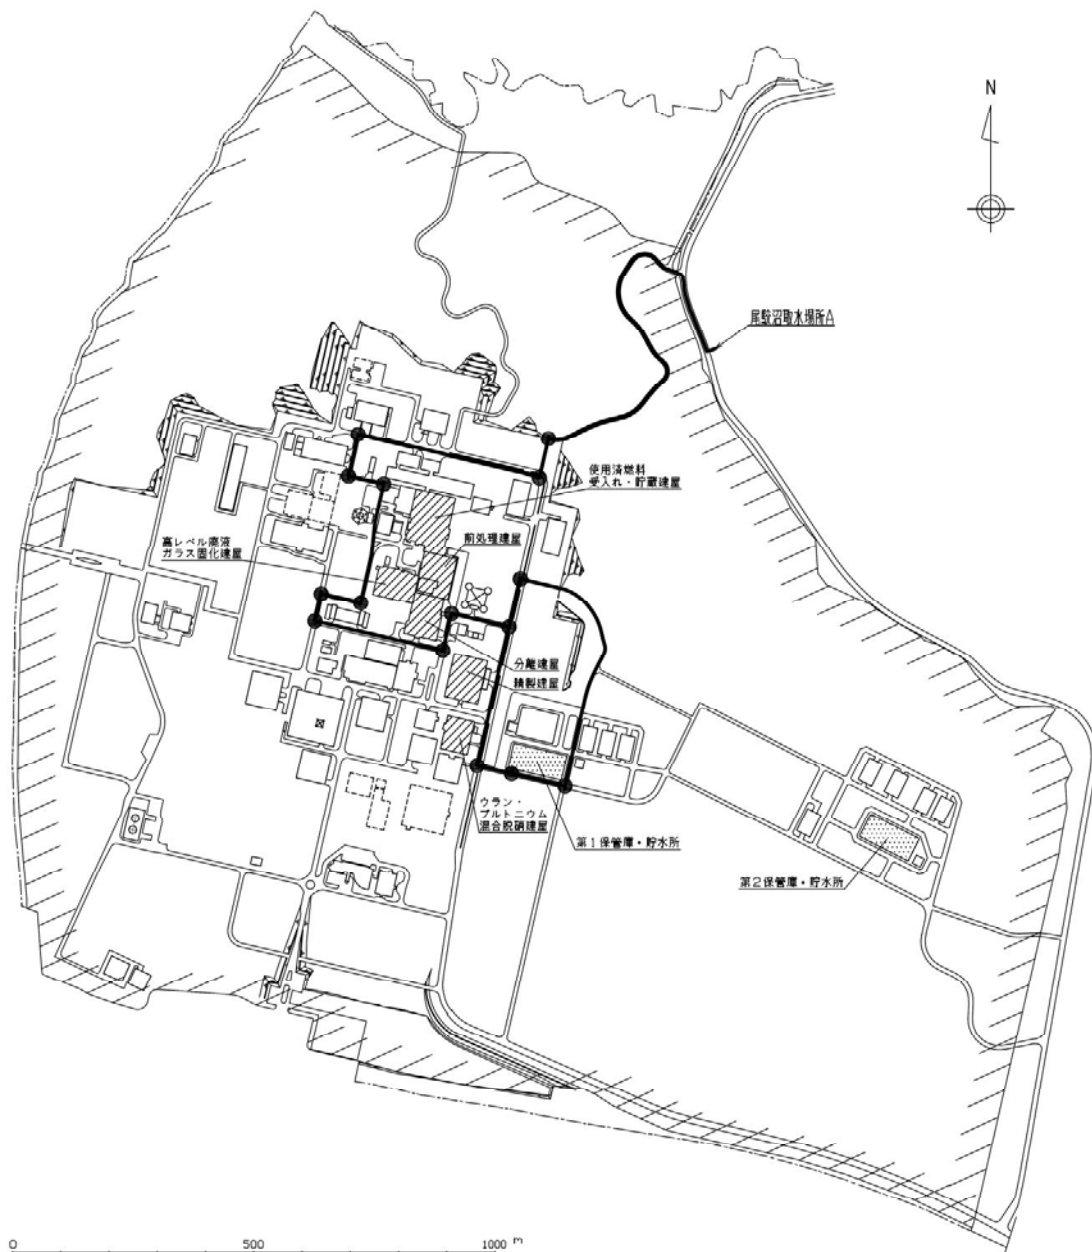 N
尾駮沼取水場所A
使用済燃料
受入れ・貯蔵建屋
前処理建屋
高レベル廃液
ガラス固化建屋
分離建屋
精製建屋
ウラン・
プルトニウム
混合脱硝建屋
第1保管庫・貯水所
第2保管庫・貯水所
0 500 1000 m